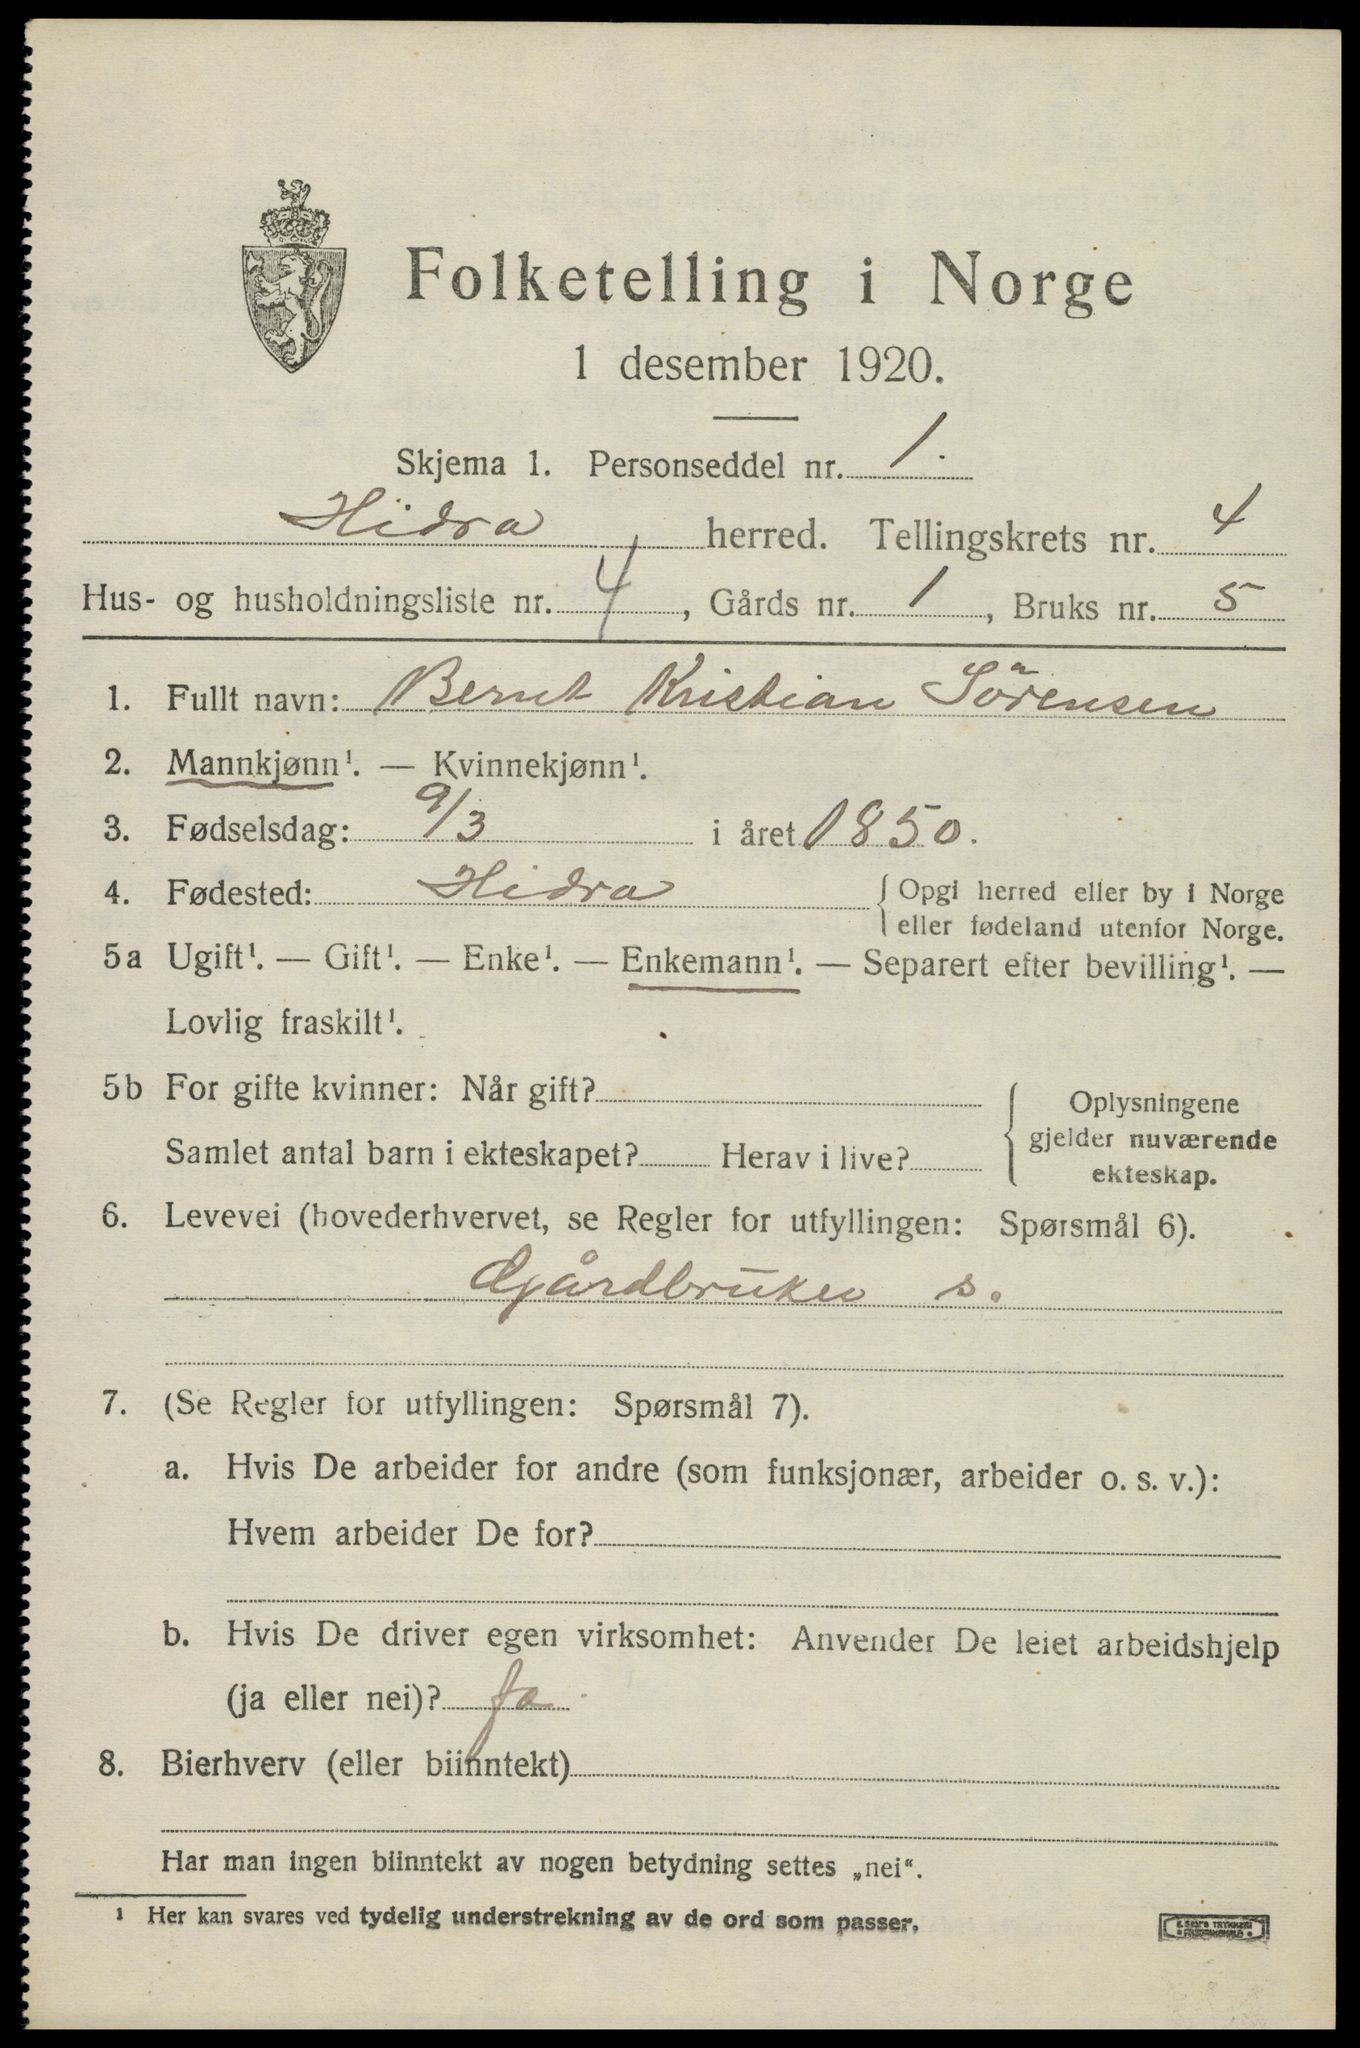 Folketelling i Norge
1 desember 1920.
Skjema 1. Personseddel nr. 1.
Hidra herred. Tellingskrets nr. 4
Hus- og husholdningsliste nr. 4, Gårds nr. 1, Bruks nr. 5
1. Fullt navn: Bernt Kristian Sörensen
2. Mannkjønn¹. — Kvinnekjønn¹.
3. Fødselsdag: 9/3 i året 1850.
4. Fødested: Hidra { Opgi herred eller by i Norge
eller fødeland utenfor Norge.
5a Ugift¹. — Gift¹. — Enke¹. — Enkemann¹. — Separert efter bevilling¹. —
Lovlig fraskilt¹.
5b For gifte kvinner: Når gift?
Samlet antal barn i ekteskapet? Herav i live?
Oplysningene
gjelder nuværende
ekteskap.
6. Levevei (hovederhvervet, se Regler for utfyllingen: Spørsmål 6).
Gårdbruker s.
7. (Se Regler for utfyllingen: Spørsmål 7).
a. Hvis De arbeider for andre (som funksjonær, arbeider o. s. v.):
Hvem arbeider De for?
b. Hvis De driver egen virksomhet: Anvender De leiet arbeidshjelp
(ja eller nei)? Ja
8. Bierhverv (eller biinntekt)
Har man ingen biinntekt av nogen betydning settes „nei“.
¹ Her kan svares ved tydelig understrekning av de ord som passer.